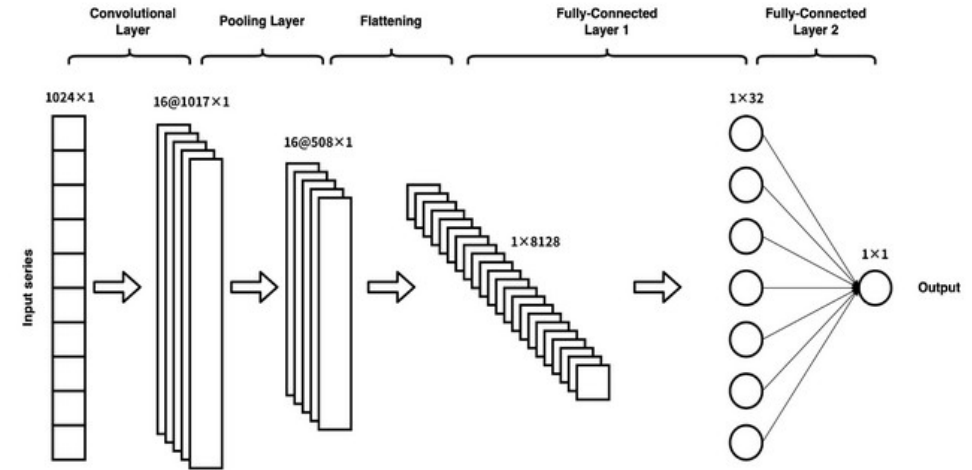 Convolutional
Layer
Pooling Layer
Flattening
Fully-Connected
Layer 1
Fully-Connected
Layer 2
1024×1
16@1017×1
16@508×1
1×8128
1×32
1×1
Input series
Output